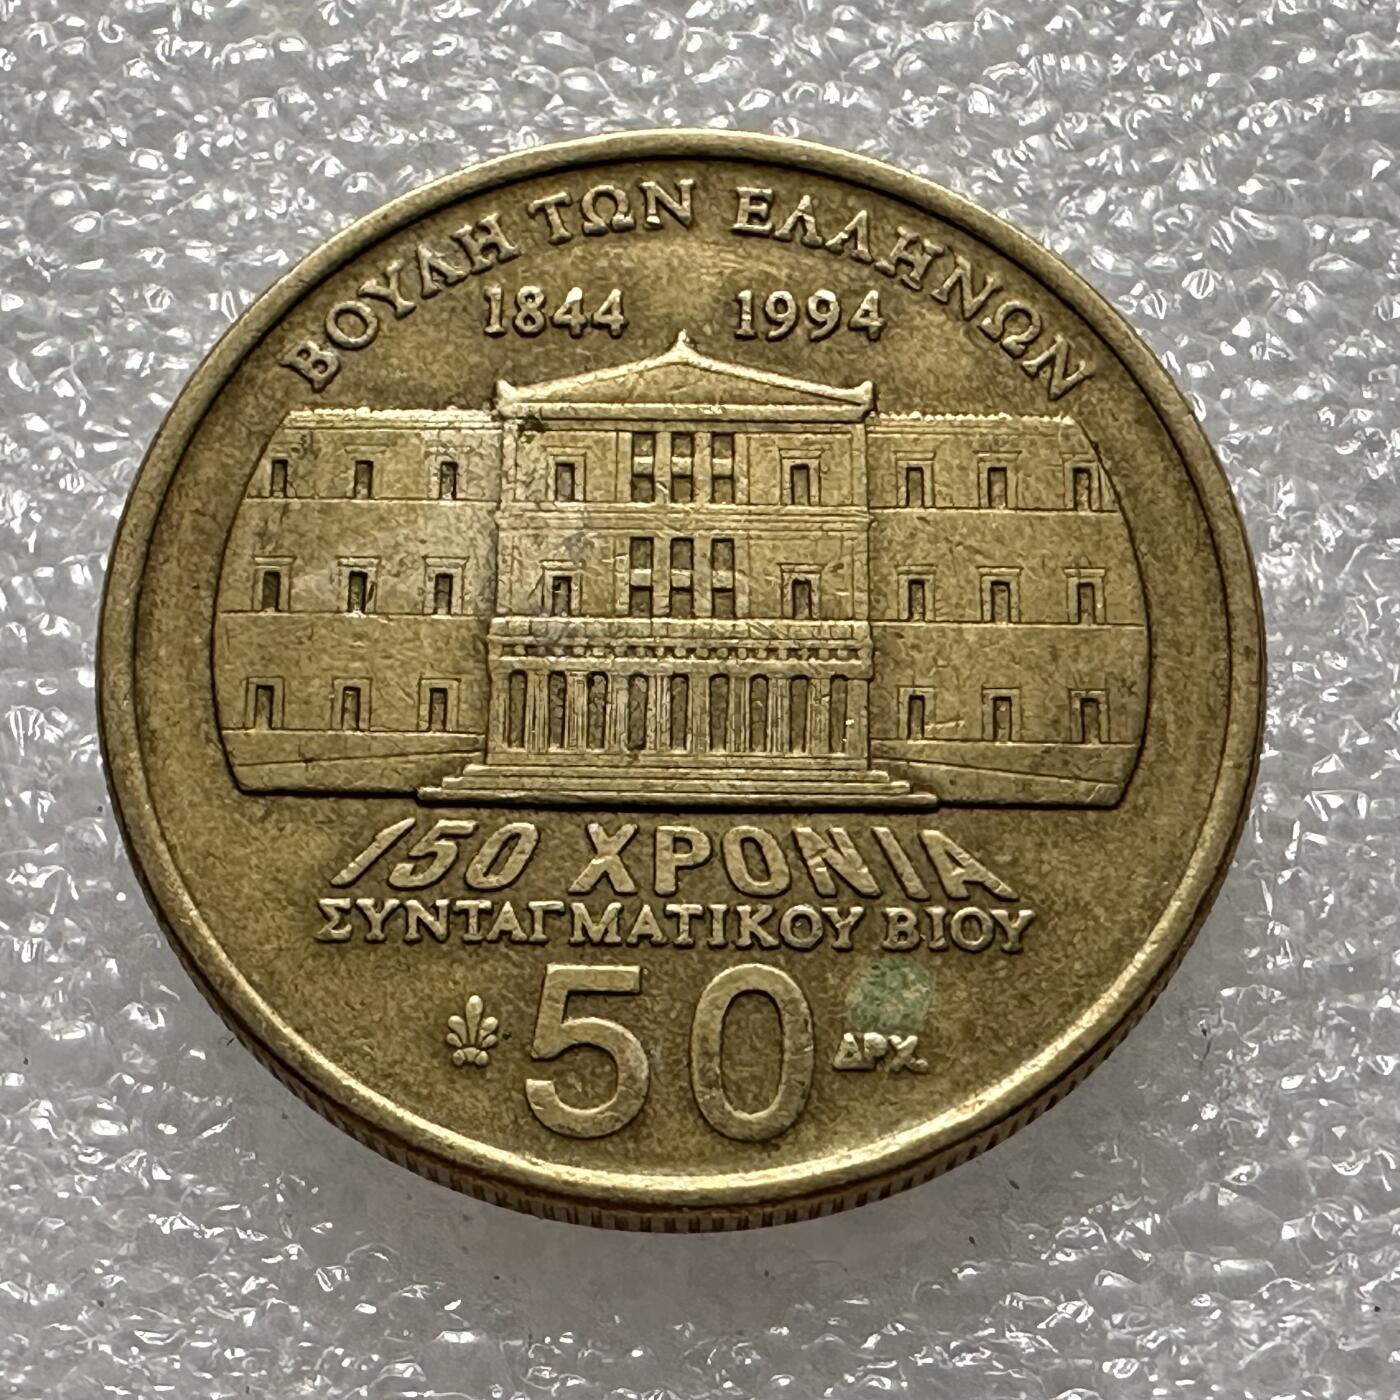 ΒΟΥΛΗ ΤΩΝ ΕΛΛΗΝΩΝ
1844 1994
150 ΧΡΟΝΙΑ
ΣΥΝΤΑΓΜΑΤΙΚΟΥ ΒΙΟΥ
50 ΔΡΧ.